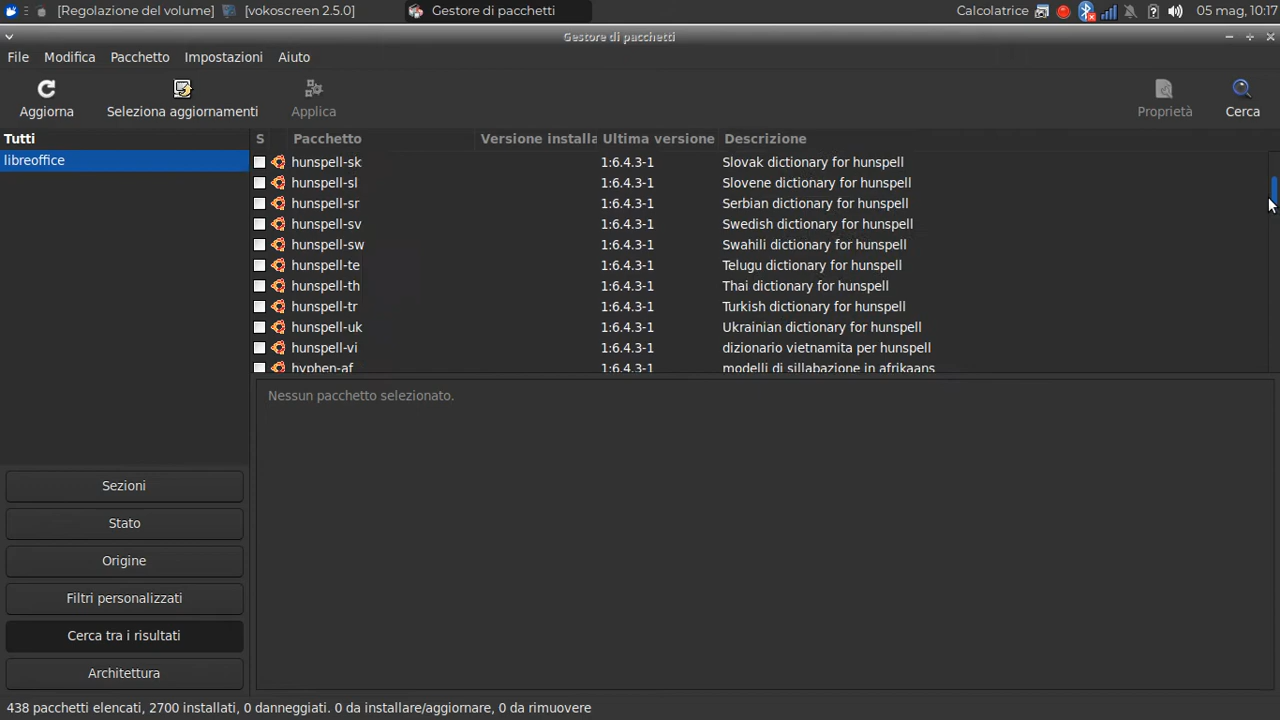 [Regolazione del volume] [vokoscreen 2.5.0] Gestore di pacchetti Calcolatrice 05 mag, 10:17
Gestore di pacchetti
File Modifica Pacchetto Impostazioni Aiuto
Aggiorna Seleziona aggiornamenti Applica Proprietà Cerca
Tutti
libreoffice
S Pacchetto Versione installa Ultima versione Descrizione
hunspell-sk 1:6.4.3-1 Slovak dictionary for hunspell
hunspell-sl 1:6.4.3-1 Slovene dictionary for hunspell
hunspell-sr 1:6.4.3-1 Serbian dictionary for hunspell
hunspell-sv 1:6.4.3-1 Swedish dictionary for hunspell
hunspell-sw 1:6.4.3-1 Swahili dictionary for hunspell
hunspell-te 1:6.4.3-1 Telugu dictionary for hunspell
hunspell-th 1:6.4.3-1 Thai dictionary for hunspell
hunspell-tr 1:6.4.3-1 Turkish dictionary for hunspell
hunspell-uk 1:6.4.3-1 Ukrainian dictionary for hunspell
hunspell-vi 1:6.4.3-1 dizionario vietnamita per hunspell
hyphen-af 1:6.4.3-1 modelli di sillabazione in afrikaans
Nessun pacchetto selezionato.
Sezioni
Stato
Origine
Filtri personalizzati
Cerca tra i risultati
Architettura
438 pacchetti elencati, 2700 installati, 0 danneggiati. 0 da installare/aggiornare, 0 da rimuovere